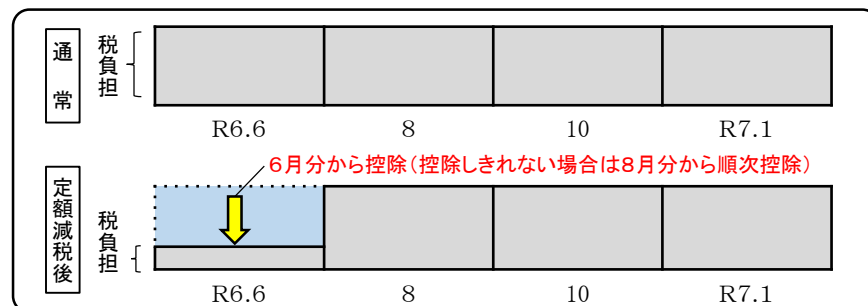 通常
税負担
R6.6 8 10 R7.1
6月分から控除(控除しきれない場合は8月分から順次控除)
定額減税後
税負担
R6.6 8 10 R7.1